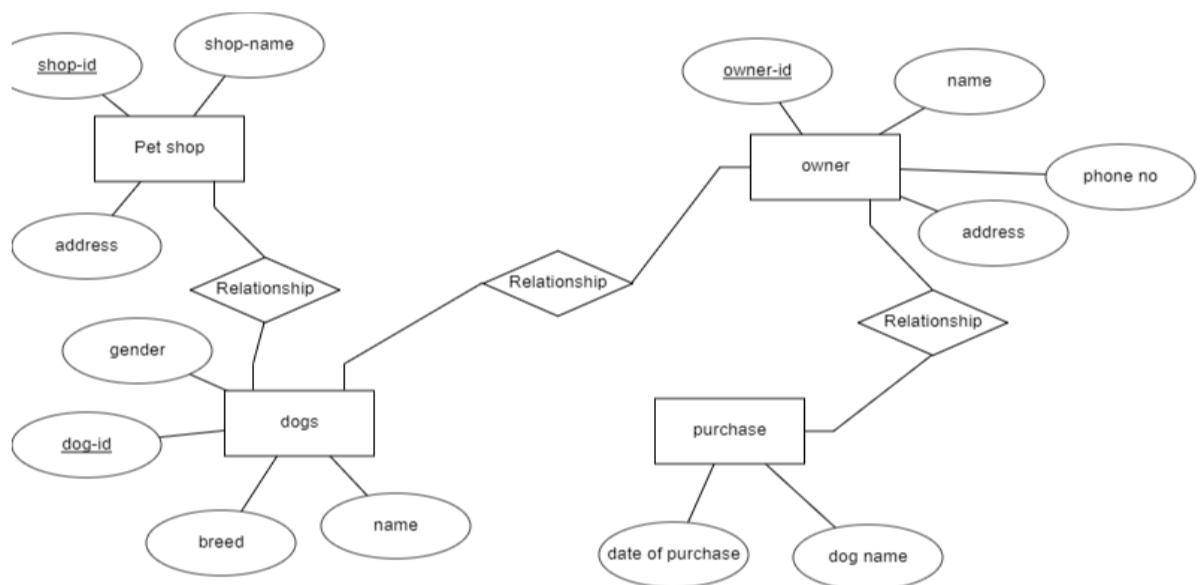 shop-name
shop-id
Pet shop
address
Relationship
gender
dog-id
dogs
breed
name
Relationship
owner-id
name
owner
phone no
address
Relationship
purchase
date of purchase
dog name